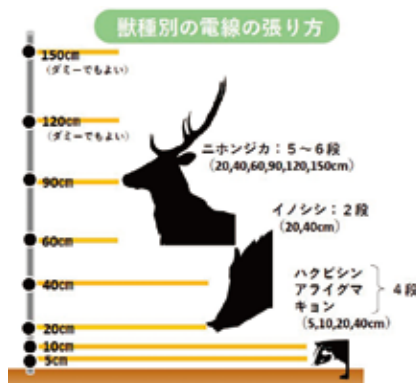 獣種別の電線の張り方
150cm
（ダミーでもよい）
120cm
（ダミーでもよい）
ニホンジカ：５～６段
（20,40,60,90,120,150cm）
90cm
イノシシ：２段
（20,40cm）
60cm
ハクビシン
アライグマ
キョン
４段
（5,10,20,40cm）
40cm
20cm
10cm
5cm